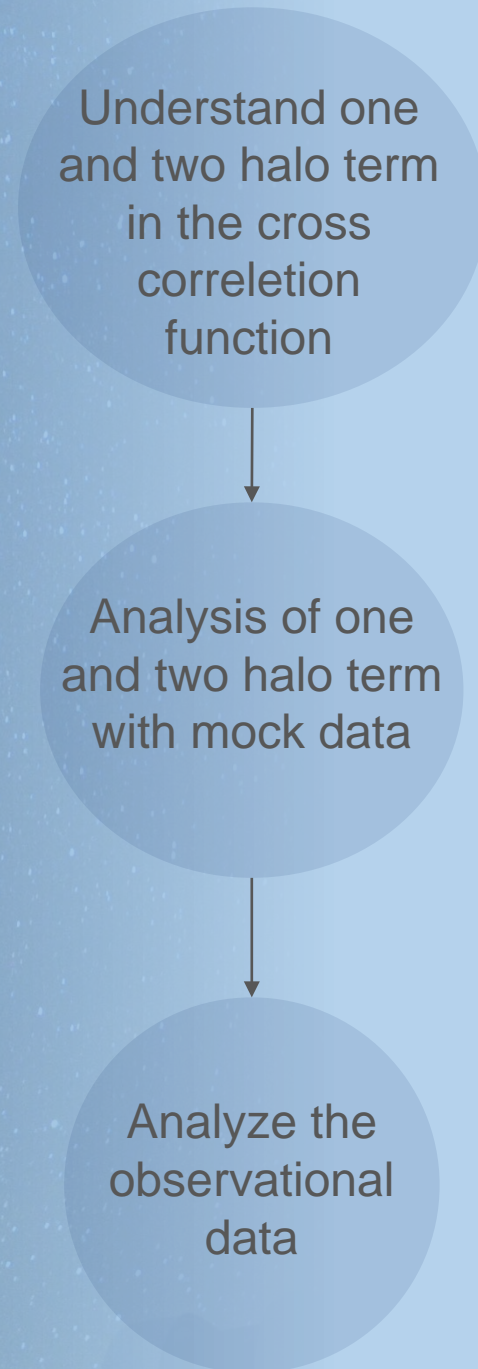 Understand one
and two halo term
in the cross
correletion
function
Analysis of one
and two halo term
with mock data
Analyze the
observational
data